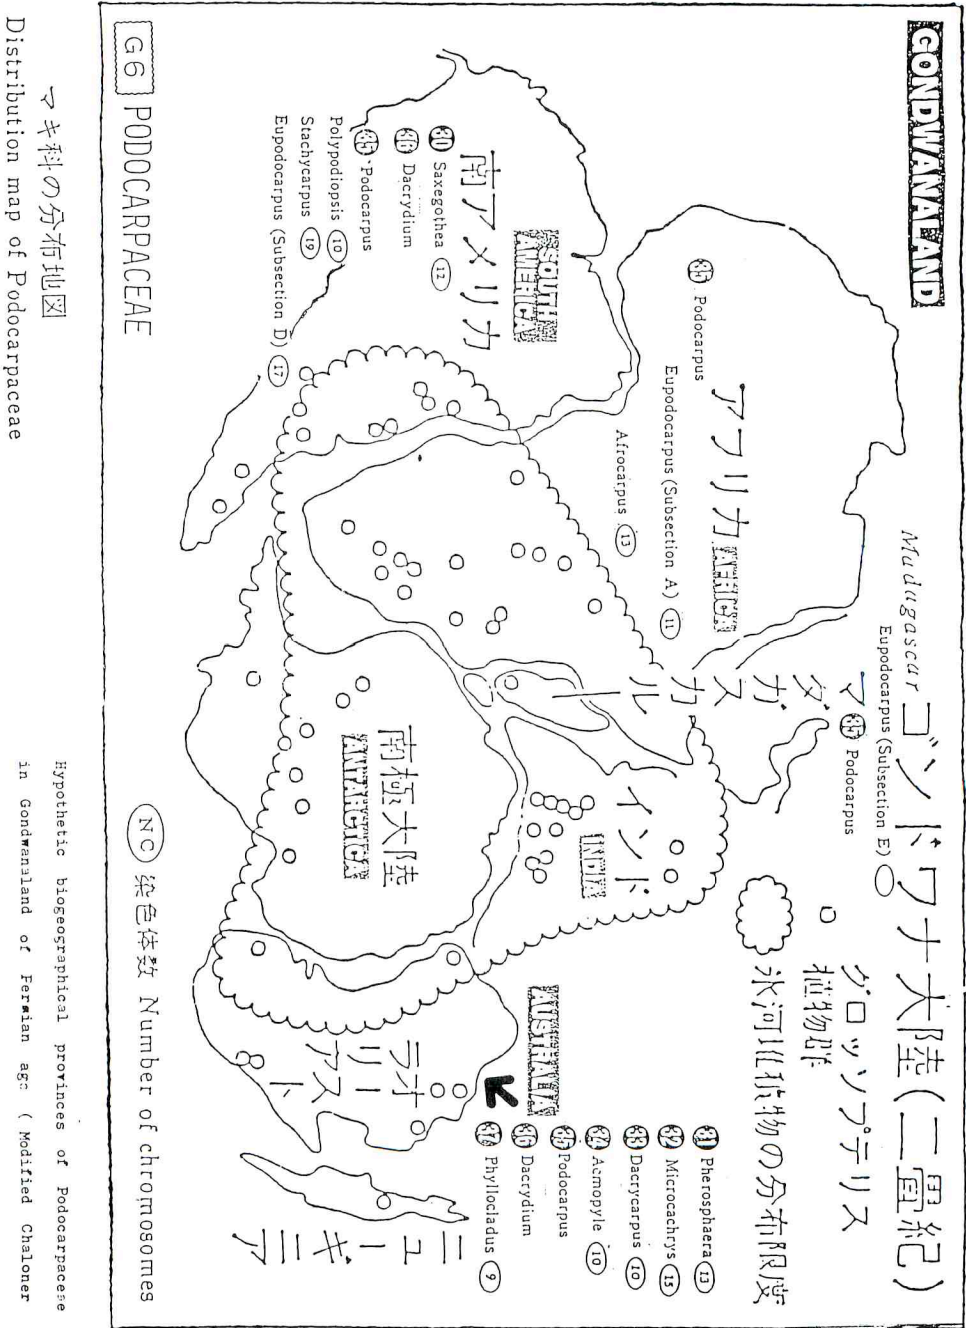 GONDWANALAND
ゴンドワナ大陸(二畳紀)
グロッソプテリス
植物群
氷河堆積物の分布限度
Madagascar
Eupodocarpus (Subsection E)
85 Podocarpus
マダガスカル
アフリカ
AFRICA
85 Podocarpus
Eupodocarpus (Subsection A) 11
Afrocarpus 13
SOUTH
AMERICA
南アメリカ
80 Saxegothea 12
86 Dacrydium
85 Podocarpus
Polypodiopsis 10
Stachycarpus 19
Eupodocarpus (Subsection D) 17
インド
INDIA
南極大陸
ANTARCTICA
AUSTRALIA
オースト
ラリア
81 Pherosphaera 13
82 Microcachrys 15
83 Dacrycarpus 10
84 Acmopyle 10
85 Podocarpus
86 Dacrydium
87 Phyllocladus 9
ニューギニア
G6 PODOCARPACEAE
NC 染色体数 Number of chromosomes
マキ科の分布地図
Distribution map of Podocarpaceae
Hypothetic biogeographical provinces of Podocarpaceae
in Gondwanaland of Permian age ( Modified Chaloner